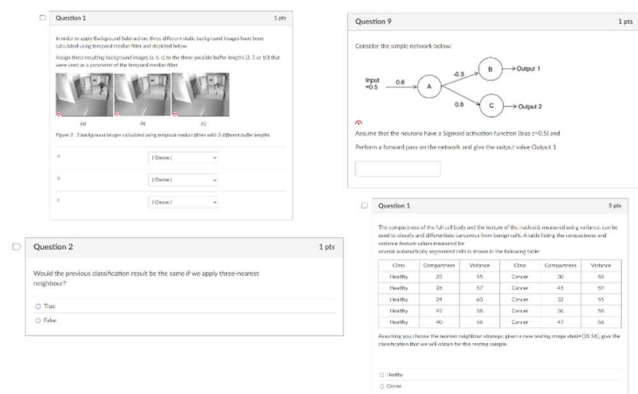 Question 1
1 pts
In order to apply Background Subtraction, three different static background images have been
calculated using temporal median filter and depicted below.
Assign these resulting background images (a, b, c) to the three possible buffer lengths (3, 5 or 10) that
were used as a parameter of the temporal median filter
a)
b)
c)
Figure 2: 3 background images calculated using temporal median filters with 3 different buffer lengths
a
[ Choose ]
b
[ Choose ]
c
[ Choose ]
Question 2
1 pts
Would the previous classification result be the same if we apply three-nearest
neighbour?
True
False
Question 9
1 pts
Consider the simple network below:
Input
=0.5
0.6
A
-0.3
B
Output 1
0.8
C
Output 2
Assume that the neurons have a Sigmoid activation function (bias c=0.5) and
Perform a forward pass on the network and give the output value Output 1
Question 1
5 pts
The compactness of the full cell body and the texture of the nucleoid, measured using variance, can be
used to classify and differentiate cancerous from benign cells. A table listing the compactness and
variance feature values measured for
several automatically segmented cells is shown in the following table:
Class Compactness Variance Class Compactness Variance
Healthy 22 55 Cancer 30 58
Healthy 26 57 Cancer 45 59
Healthy 24 60 Cancer 32 55
Healthy 42 58 Cancer 36 58
Healthy 40 56 Cancer 47 56
Assuming you choose the nearest neighbour strategy, given a new testing image
give the
classification that we will obtain for this testing sample.
Healthy
Cancer